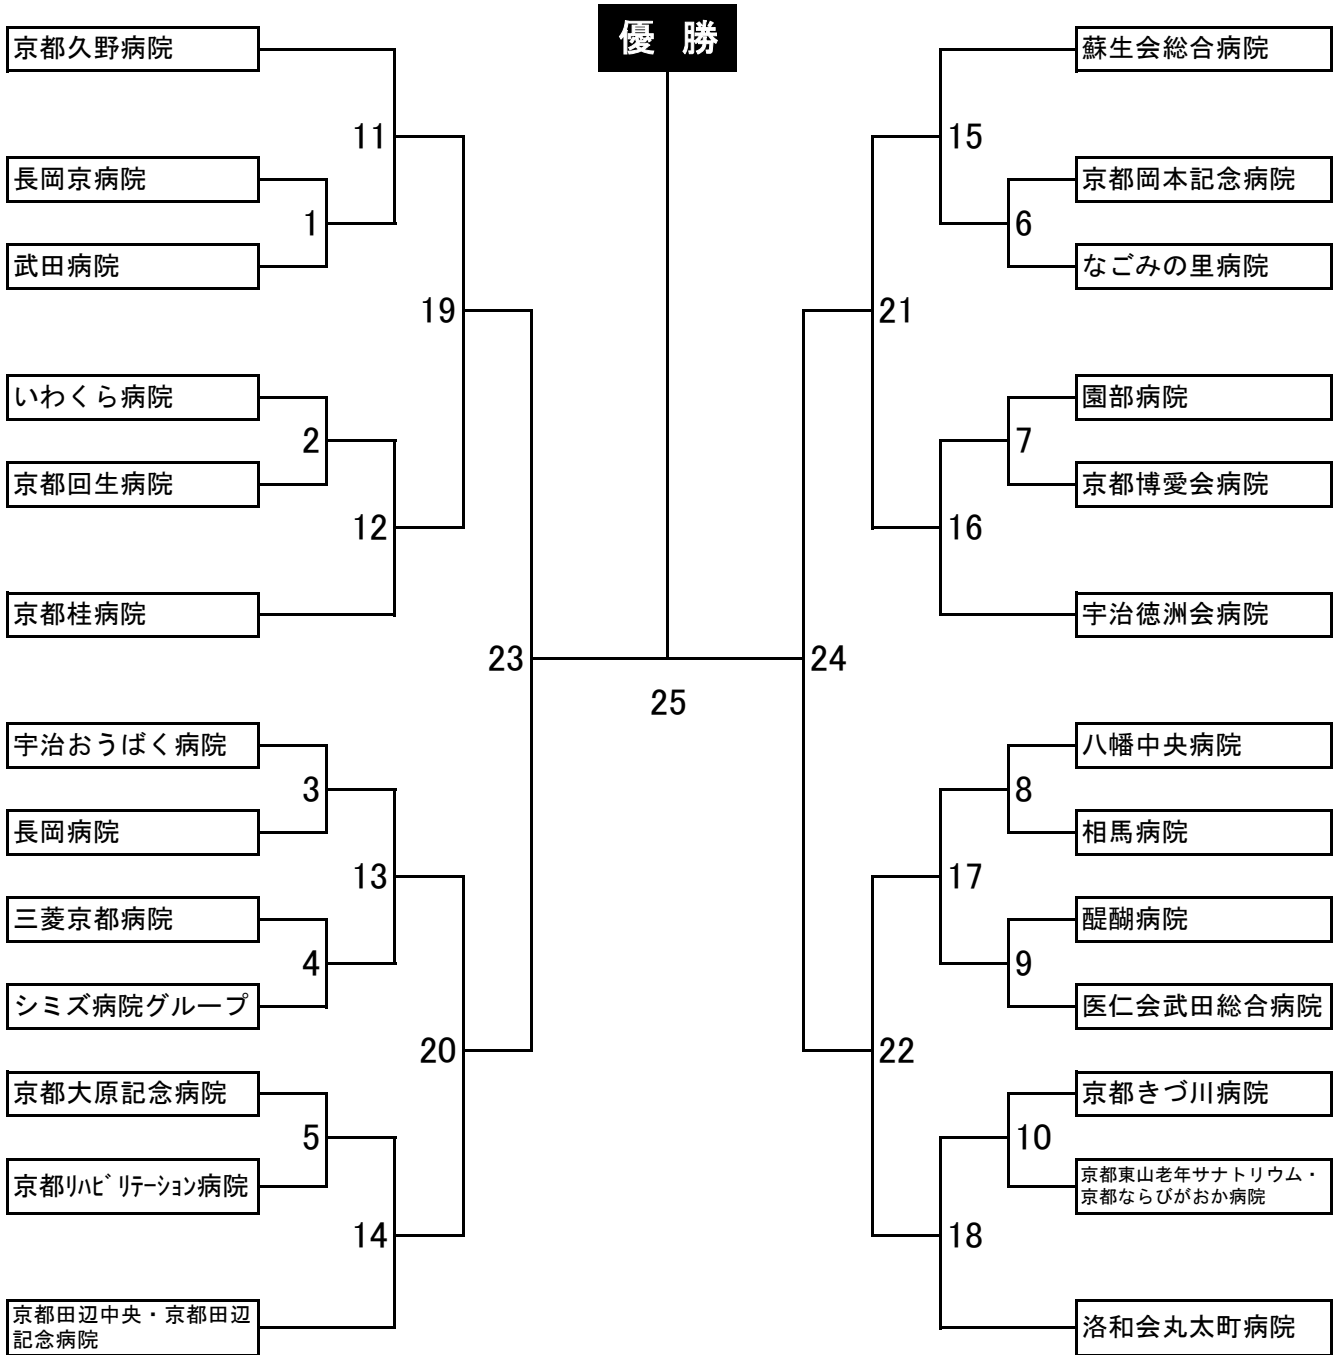 優 勝
京都久野病院
長岡京病院
武田病院
いわくら病院
京都回生病院
京都桂病院
宇治おうばく病院
長岡病院
三菱京都病院
シミズ病院グループ
京都大原記念病院
京都ﾘﾊﾋﾞﾘﾃｰｼｮﾝ病院
京都田辺中央・京都田辺
記念病院
1
2
3
4
5
11
12
13
14
19
20
23
25
24
21
22
15
16
17
18
6
7
8
9
10
蘇生会総合病院
京都岡本記念病院
なごみの里病院
園部病院
京都博愛会病院
宇治徳洲会病院
八幡中央病院
相馬病院
醍醐病院
医仁会武田総合病院
京都きづ川病院
京都東山老年サナトリウム・
京都ならびがおか病院
洛和会丸太町病院